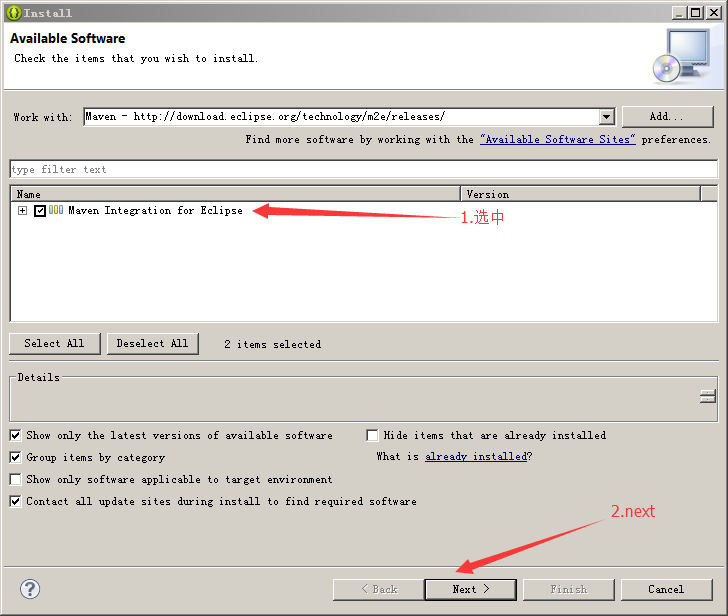 Install
Available Software
Check the items that you wish to install.
Work with: Maven - http://download.eclipse.org/technology/m2e/releases/ Add...
Find more software by working with the "Available Software Sites" preferences.
type filter text
Name Version
Maven Integration for Eclipse
1.选中
Select All Deselect All 2 items selected
Details
Show only the latest versions of available software Hide items that are already installed
Group items by category What is already installed?
Show only software applicable to target environment
Contact all update sites during install to find required software
2.next
? < Back Next > Finish Cancel